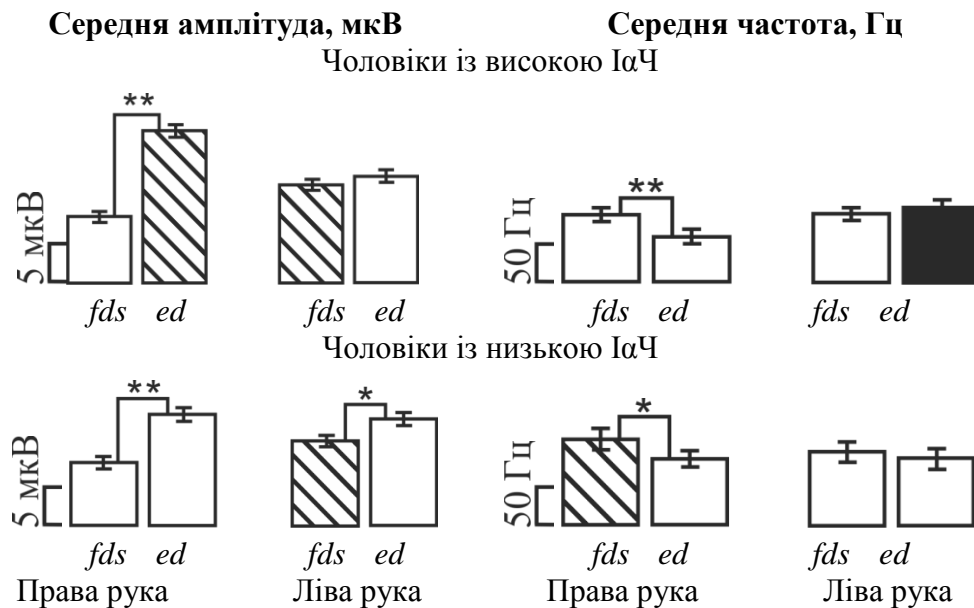 Середня амплітуда, мкВ Середня частота, Гц
Чоловіки із високою ІαЧ
** **
5 мкВ 50 Гц
fds ed fds ed fds ed fds ed
Чоловіки із низькою ІαЧ
** * *
5 мкВ 50 Гц
fds ed fds ed fds ed fds ed
Права рука Ліва рука Права рука Ліва рука